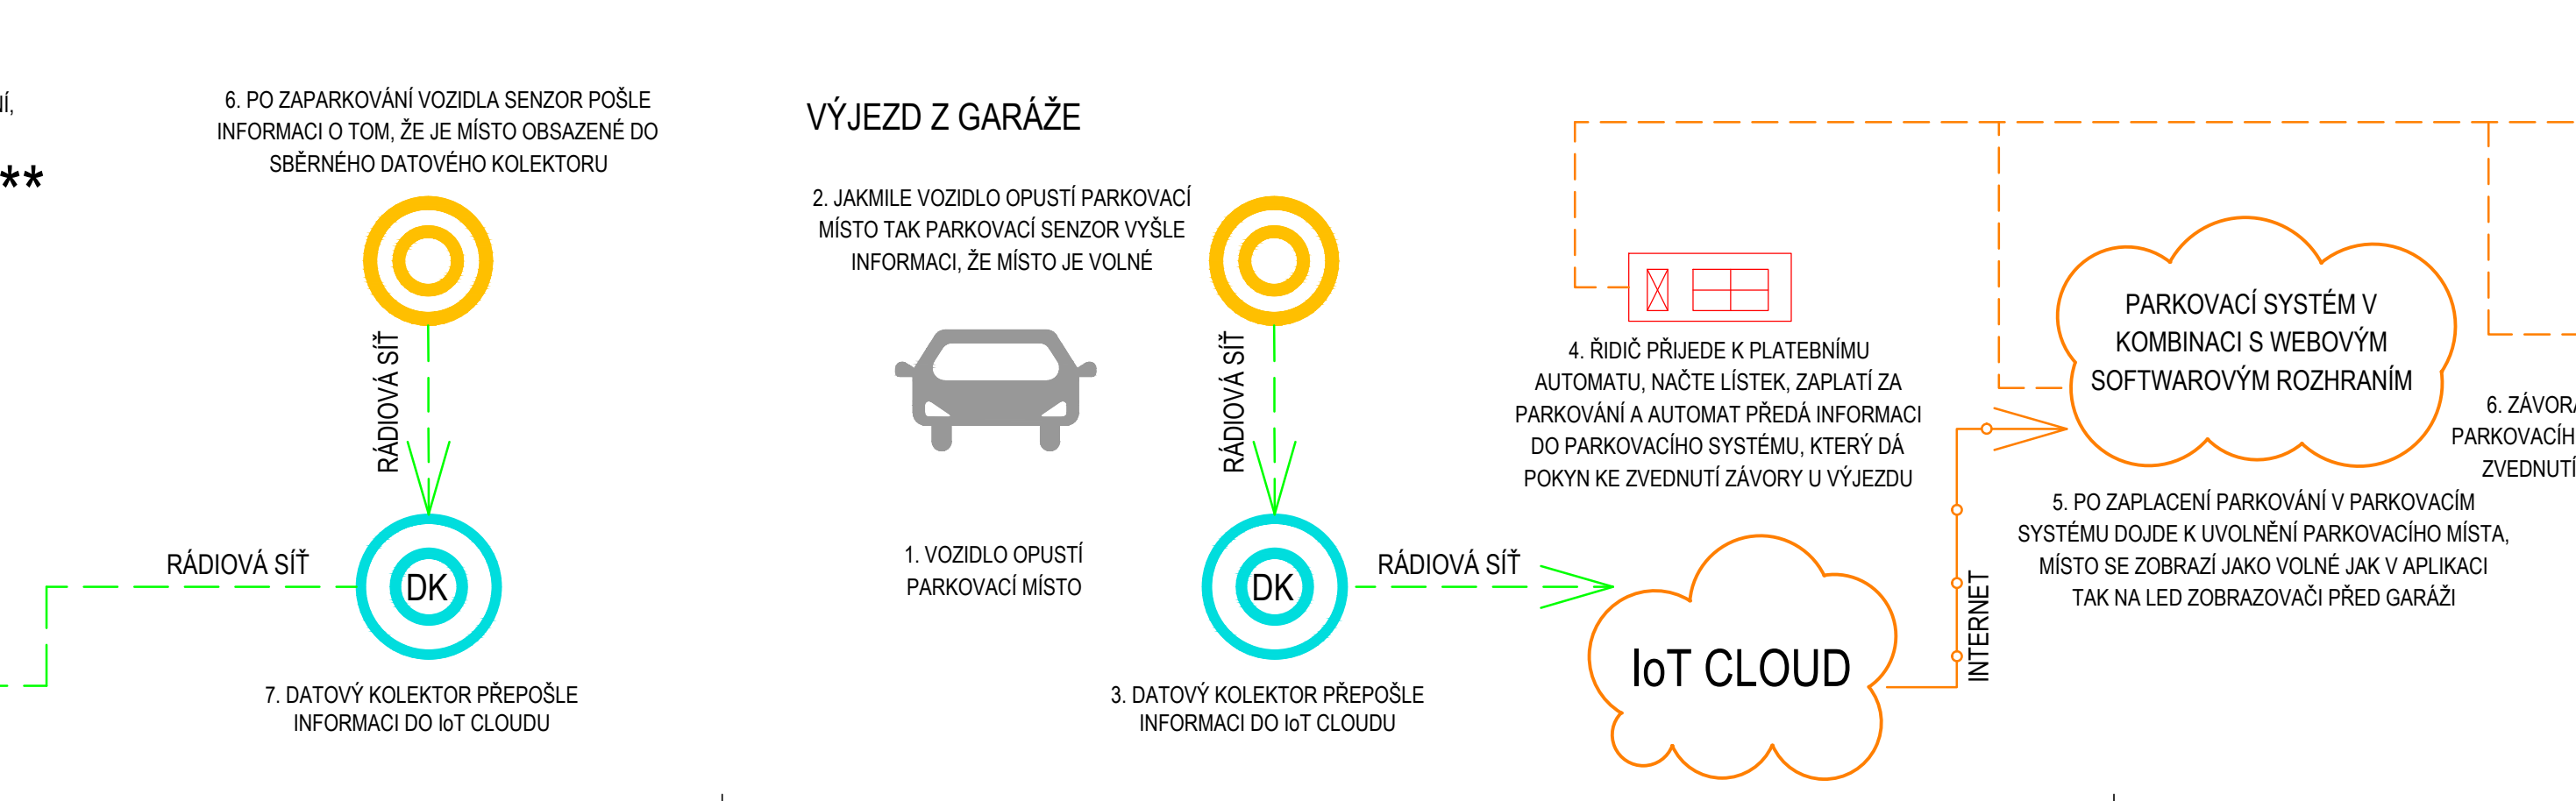 6. PO ZAPARKOVÁNÍ VOZIDLA SENZOR POŠLE
INFORMACI O TOM, ŽE JE MÍSTO OBSAZENÉ DO
SBĚRNÉHO DATOVÉHO KOLEKTORU
**
RÁDIOVÁ SÍŤ
RÁDIOVÁ SÍŤ
DK
7. DATOVÝ KOLEKTOR PŘEPOŠLE
INFORMACI DO IoT CLOUDU
VÝJEZD Z GARÁŽE
2. JAKMILE VOZIDLO OPUSTÍ PARKOVACÍ
MÍSTO TAK PARKOVACÍ SENZOR VYŠLE
INFORMACI, ŽE MÍSTO JE VOLNÉ
RÁDIOVÁ SÍŤ
1. VOZIDLO OPUSTÍ
PARKOVACÍ MÍSTO
DK
RÁDIOVÁ SÍŤ
3. DATOVÝ KOLEKTOR PŘEPOŠLE
INFORMACI DO IoT CLOUDU
4. ŘIDIČ PŘIJEDE K PLATEBNÍMU
AUTOMATU, NAČTE LÍSTEK, ZAPLATÍ ZA
PARKOVÁNÍ A AUTOMAT PŘEDÁ INFORMACI
DO PARKOVACÍHO SYSTÉMU, KTERÝ DÁ
POKYN KE ZVEDNUTÍ ZÁVORY U VÝJEZDU
IoT CLOUD
INTERNET
PARKOVACÍ SYSTÉM V
KOMBINACI S WEBOVÝM
SOFTWAROVÝM ROZHRANÍM
5. PO ZAPLACENÍ PARKOVÁNÍ V PARKOVACÍM
SYSTÉMU DOJDE K UVOLNĚNÍ PARKOVACÍHO MÍSTA,
MÍSTO SE ZOBRAZÍ JAKO VOLNÉ JAK V APLIKACI
TAK NA LED ZOBRAZOVAČI PŘED GARÁŽI
6. ZÁVORA
PARKOVACÍH
ZVEDNUTÍ